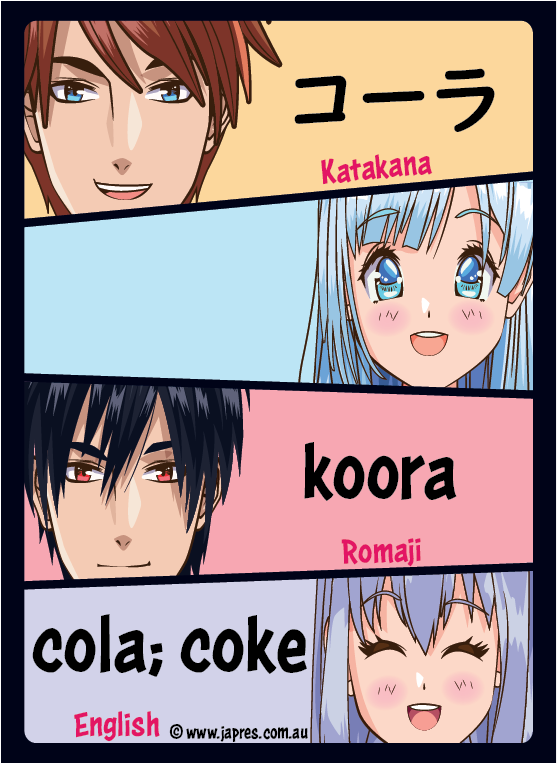 コーラ
Katakana
koora
Romaji
cola; coke
English © www.japres.com.au